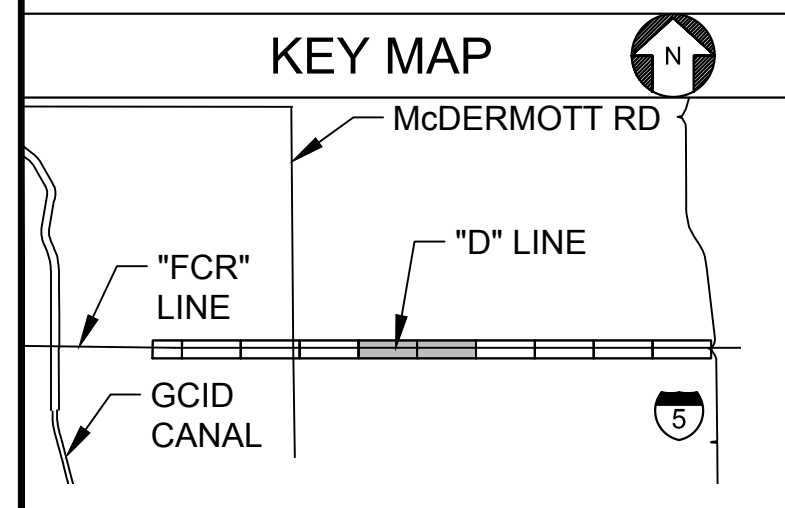 KEY MAP
N
McDERMOTT RD
"D" LINE
"FCR"
LINE
GCID
CANAL
5